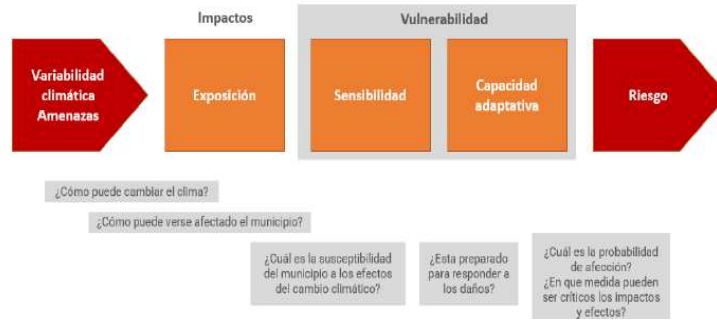 Impactos
Vulnerabilidad
Variabilidad
climática
Amenazas
Exposición
Sensibilidad
Capacidad
adaptativa
Riesgo
¿Cómo puede cambiar el clima?
¿Cómo puede verse afectado el municipio?
¿Cuál es la susceptibilidad
del municipio a los efectos
del cambio climático?
¿Esta preparado
para responder a
los daños?
¿Cuál es la probabilidad
de afección?
¿En que medida pueden
ser críticos los impactos
y efectos?